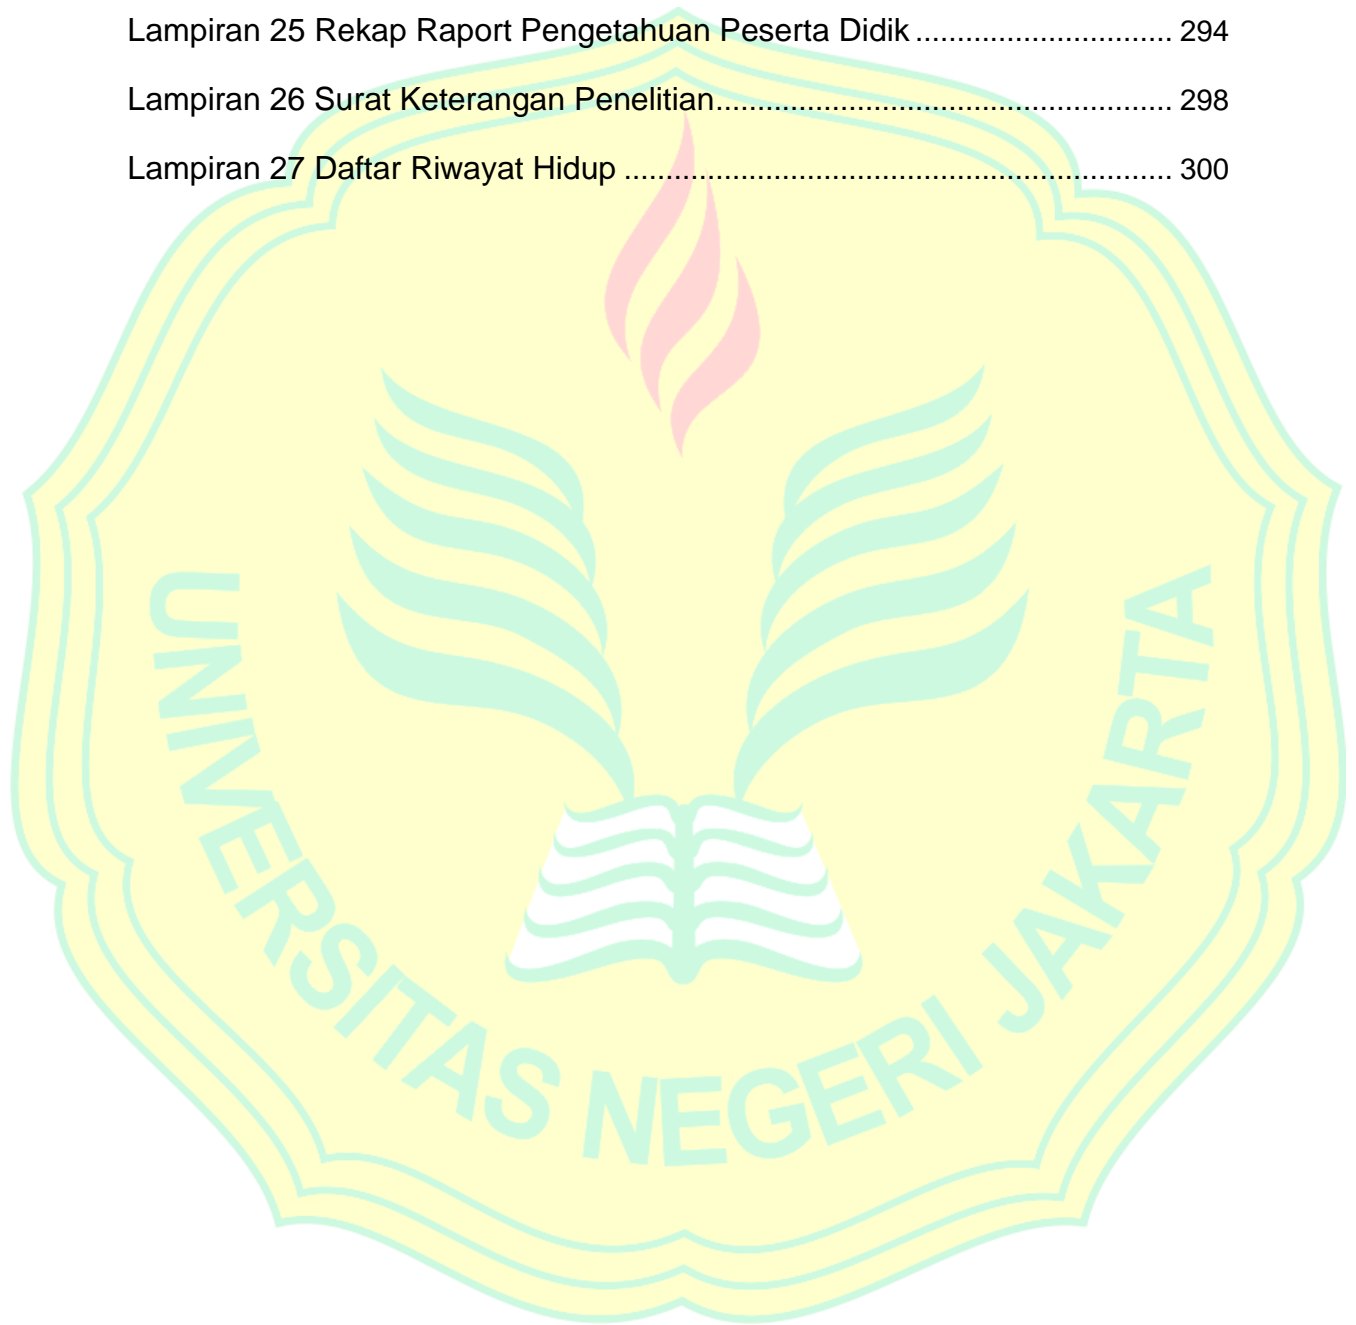 Lampiran 25 Rekap Raport Pengetahuan Peserta Didik ............................... 294
Lampiran 26 Surat Keterangan Penelitian....................................................... 298
Lampiran 27 Daftar Riwayat Hidup .................................................................. 300
UNIVERSITAS NEGERI JAKARTA